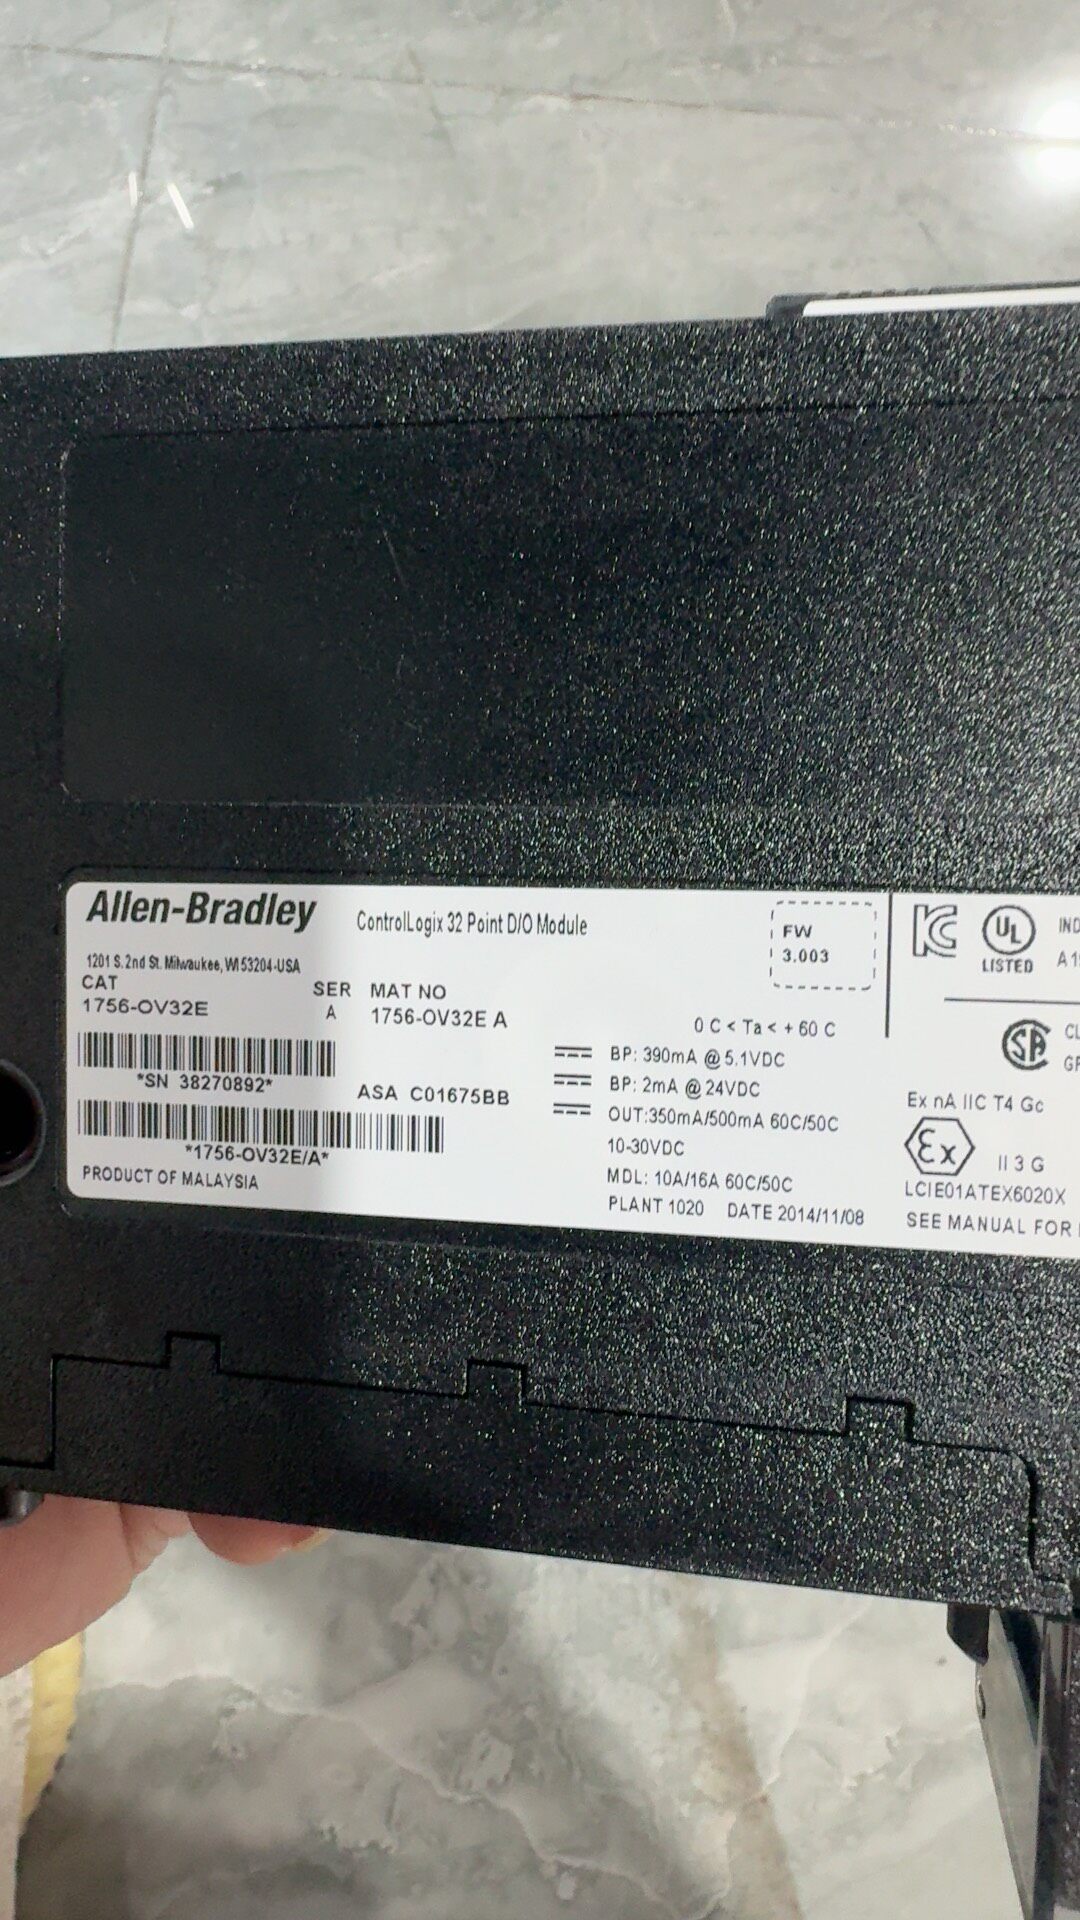 Allen-Bradley
ControlLogix 32 Point D/O Module
1201 S. 2nd St. Milwaukee, WI 53204-USA
CAT
1756-OV32E
SER
A
MAT NO
1756-OV32E A
*SN 38270892*
ASA C01675BB
*1756-OV32E/A*
PRODUCT OF MALAYSIA
FW
3.003
0 C < Ta < + 60 C
BP: 390mA @ 5.1VDC
BP: 2mA @ 24VDC
OUT:350mA/500mA 60C/50C
10-30VDC
MDL: 10A/16A 60C/50C
PLANT 1020 DATE 2014/11/08
UL
LISTED
Ex nA IIC T4 Gc
Ex II 3 G
LCIE01ATEX6020X
SEE MANUAL FOR